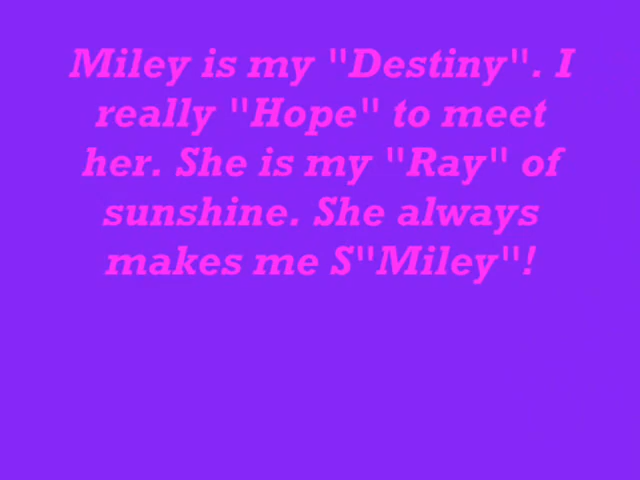 Miley is my "Destiny". I
really "Hope" to meet
her. She is my "Ray" of
sunshine. She always
makes me S"Miley"!